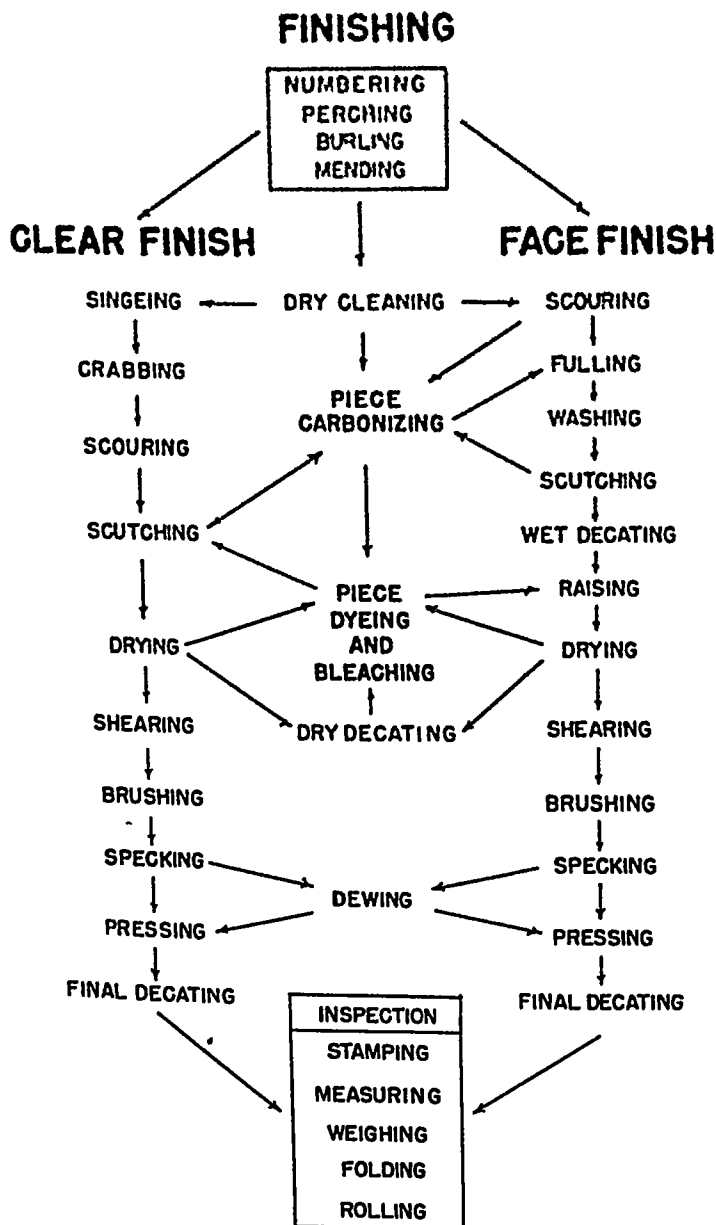 FINISHING
NUMBERING
PERCHING
BURLING
MENDING
CLEAR FINISH
FACE FINISH
SINGEING
DRY CLEANING
SCOURING
CRABBING
PIECE
CARBONIZING
FULLING
WASHING
SCOURING
SCUTCHING
SCUTCHING
WET DECATING
PIECE
DYEING
AND
BLEACHING
RAISING
DRYING
DRYING
SHEARING
DRY DECATING
SHEARING
BRUSHING
BRUSHING
SPECKING
SPECKING
DEWING
PRESSING
PRESSING
FINAL DECATING
FINAL DECATING
INSPECTION
STAMPING
MEASURING
WEIGHING
FOLDING
ROLLING